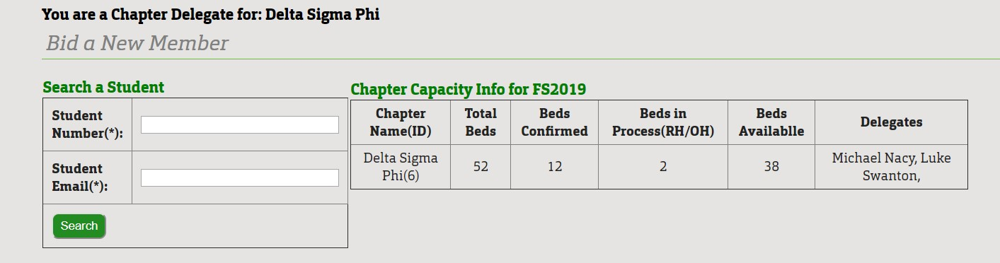 You are a Chapter Delegate for: Delta Sigma Phi
Bid a New Member
Search a Student
Student
Number(*):
Student
Email(*):
Search
Chapter Capacity Info for FS2019
Chapter
Name(ID)
Total
Beds
Beds
Confirmed
Beds in
Process(RH/OH)
Beds
Availablle
Delegates
Delta Sigma
Phi(6)
52
12
2
38
Michael Nacy, Luke
Swanton,